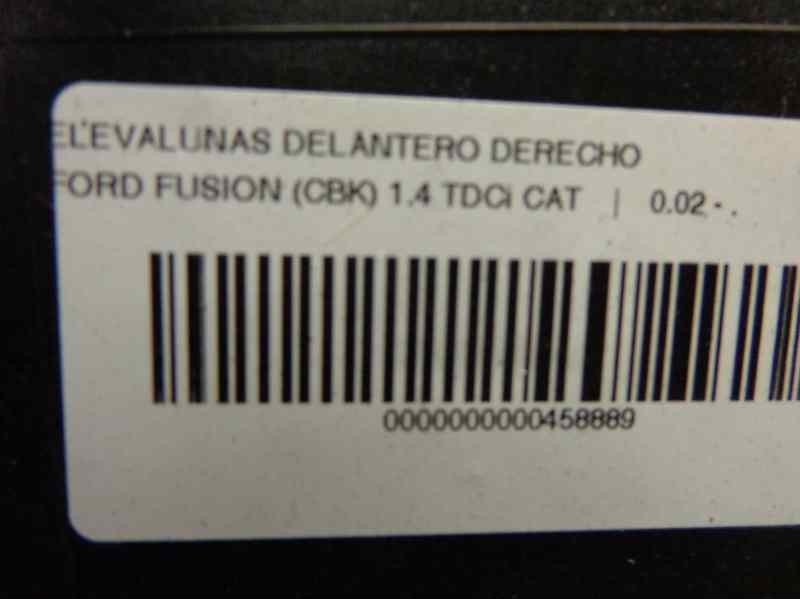 ELEVALUNAS DELANTERO DERECHO
FORD FUSION (CBK) 1.4 TDCi CAT | 0.02 - .
0000000000458889